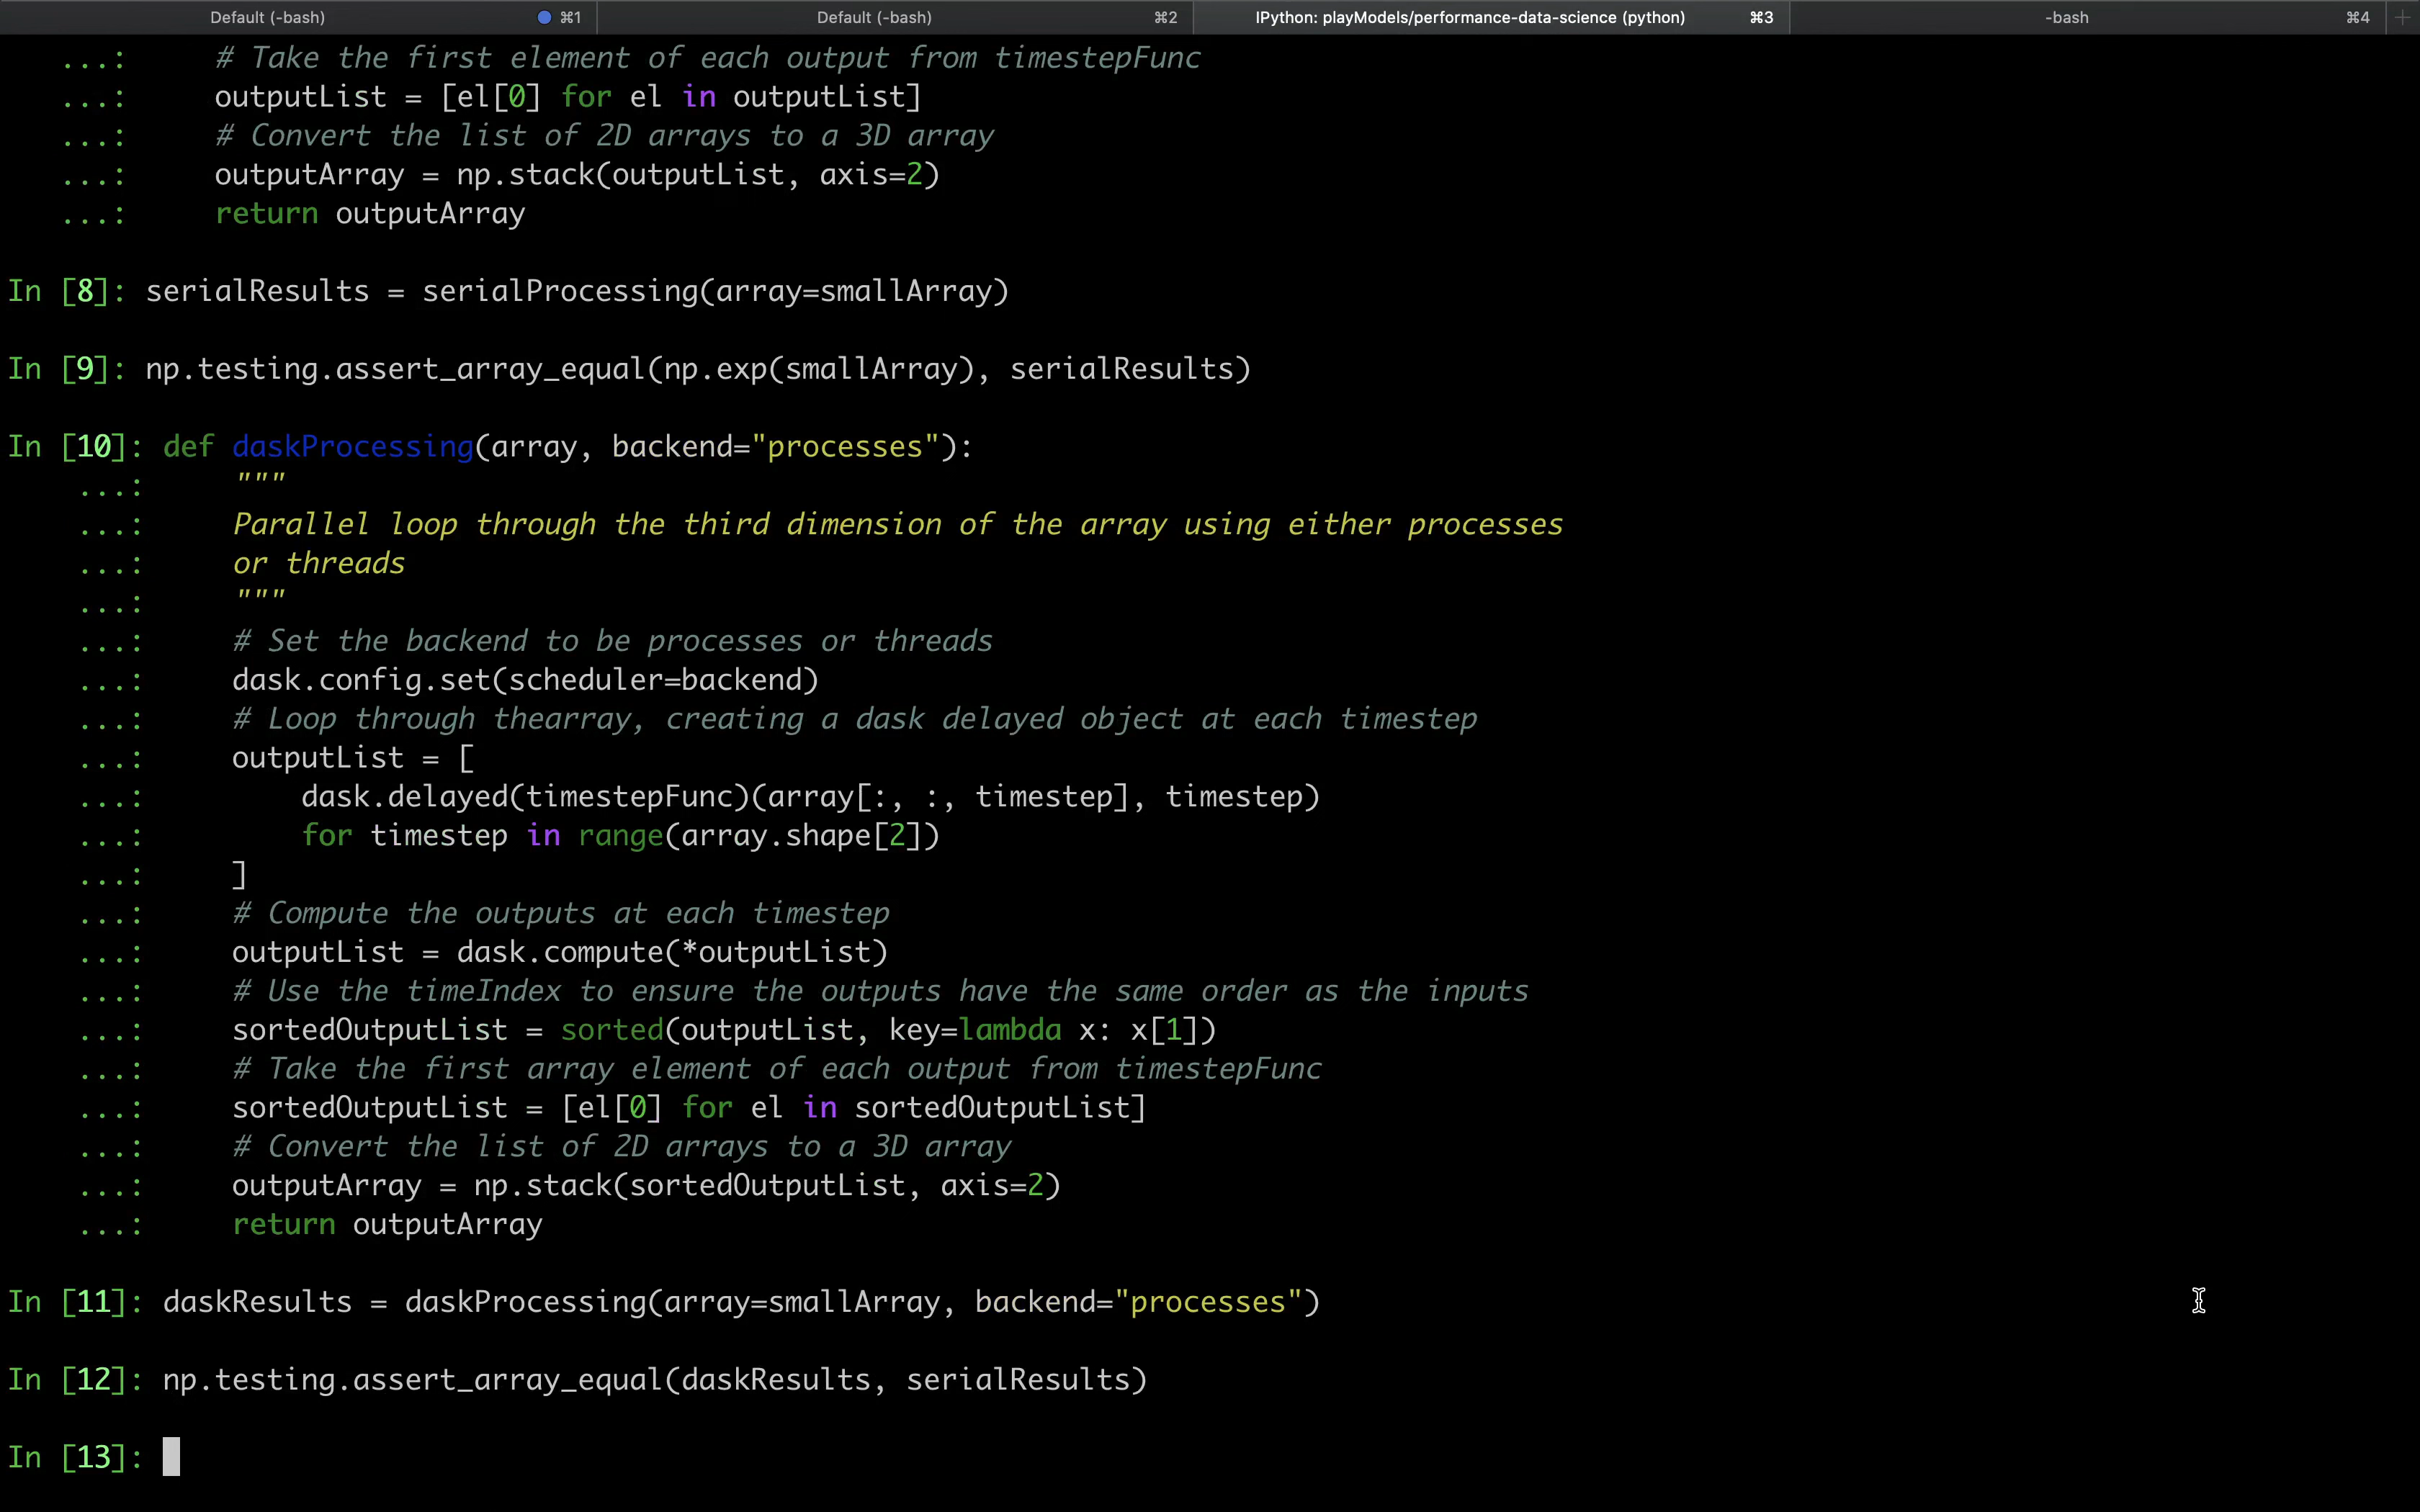 Default (-bash) ⌘1 Default (-bash) ⌘2 IPython: playModels/performance-data-science (python) ⌘3 -bash ⌘4 +
...:     # Take the first element of each output from timestepFunc
...:     outputList = [el[0] for el in outputList]
...:     # Convert the list of 2D arrays to a 3D array
...:     outputArray = np.stack(outputList, axis=2)
...:     return outputArray
In [8]: serialResults = serialProcessing(array=smallArray)
In [9]: np.testing.assert_array_equal(np.exp(smallArray), serialResults)
In [10]: def daskProcessing(array, backend="processes"):
...:     """
...:     Parallel loop through the third dimension of the array using either processes
...:     or threads
...:     """
...:     # Set the backend to be processes or threads
...:     dask.config.set(scheduler=backend)
...:     # Loop through thearray, creating a dask delayed object at each timestep
...:     outputList = [
...:         dask.delayed(timestepFunc)(array[:, :, timestep], timestep)
...:         for timestep in range(array.shape[2])
...:     ]
...:     # Compute the outputs at each timestep
...:     outputList = dask.compute(*outputList)
...:     # Use the timeIndex to ensure the outputs have the same order as the inputs
...:     sortedOutputList = sorted(outputList, key=lambda x: x[1])
...:     # Take the first array element of each output from timestepFunc
...:     sortedOutputList = [el[0] for el in sortedOutputList]
...:     # Convert the list of 2D arrays to a 3D array
...:     outputArray = np.stack(sortedOutputList, axis=2)
...:     return outputArray
In [11]: daskResults = daskProcessing(array=smallArray, backend="processes")
In [12]: np.testing.assert_array_equal(daskResults, serialResults)
In [13]: